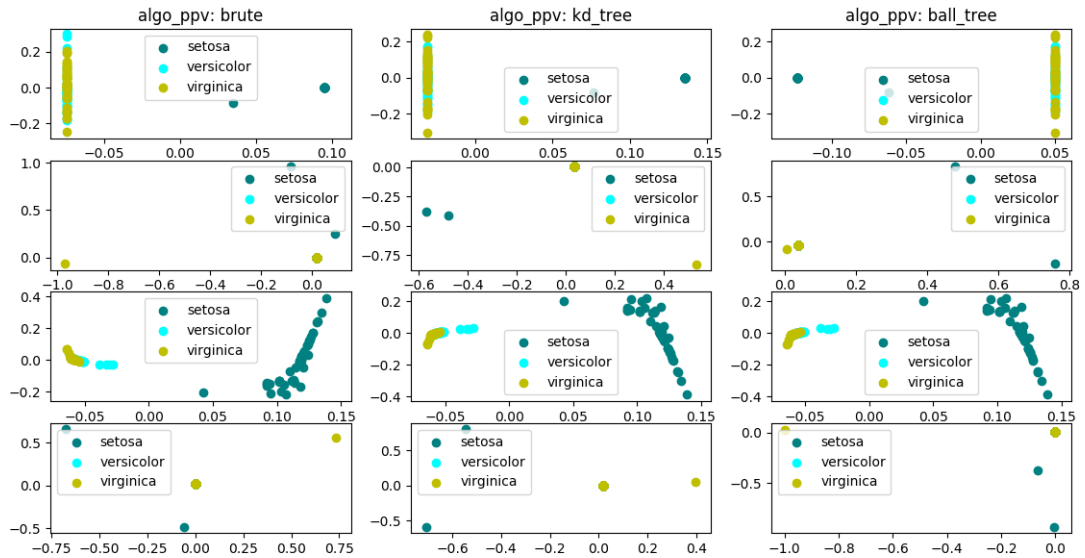 algo_ppv: brute
algo_ppv: kd_tree
algo_ppv: ball_tree
0.2
0.0
−0.2
setosa
versicolor
virginica
−0.05
0.00
0.05
0.10
0.2
0.0
−0.2
setosa
versicolor
virginica
0.00
0.05
0.10
0.15
0.2
0.0
−0.2
setosa
versicolor
virginica
−0.10
−0.05
0.00
0.05
1.0
0.5
0.0
setosa
versicolor
virginica
−1.0
−0.8
−0.6
−0.4
−0.2
0.0
0.00
−0.25
−0.50
−0.75
setosa
versicolor
virginica
−0.6
−0.4
−0.2
0.0
0.2
0.4
0.5
0.0
setosa
versicolor
virginica
0.0
0.2
0.4
0.6
0.8
0.4
0.2
0.0
−0.2
setosa
versicolor
virginica
−0.05
0.00
0.05
0.10
0.15
0.2
0.0
−0.2
−0.4
setosa
versicolor
virginica
−0.05
0.00
0.05
0.10
0.15
0.2
0.0
−0.2
−0.4
setosa
versicolor
virginica
−0.05
0.00
0.05
0.10
0.15
0.5
0.0
−0.5
setosa
versicolor
virginica
−0.75
−0.50
−0.25
0.00
0.25
0.50
0.75
0.5
0.0
−0.5
setosa
versicolor
virginica
−0.6
−0.4
−0.2
0.0
0.2
0.4
0.0
−0.5
setosa
versicolor
virginica
−1.0
−0.8
−0.6
−0.4
−0.2
0.0